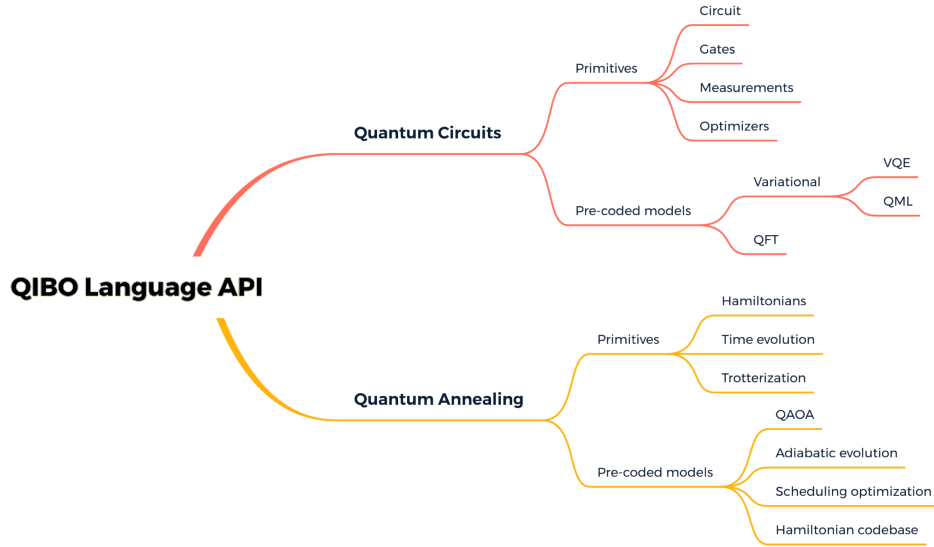 QIBO Language API
Quantum Circuits
Primitives
Circuit
Gates
Measurements
Optimizers
Pre-coded models
Variational
VQE
QML
QFT
Quantum Annealing
Primitives
Hamiltonians
Time evolution
Trotterization
Pre-coded models
QAOA
Adiabatic evolution
Scheduling optimization
Hamiltonian codebase